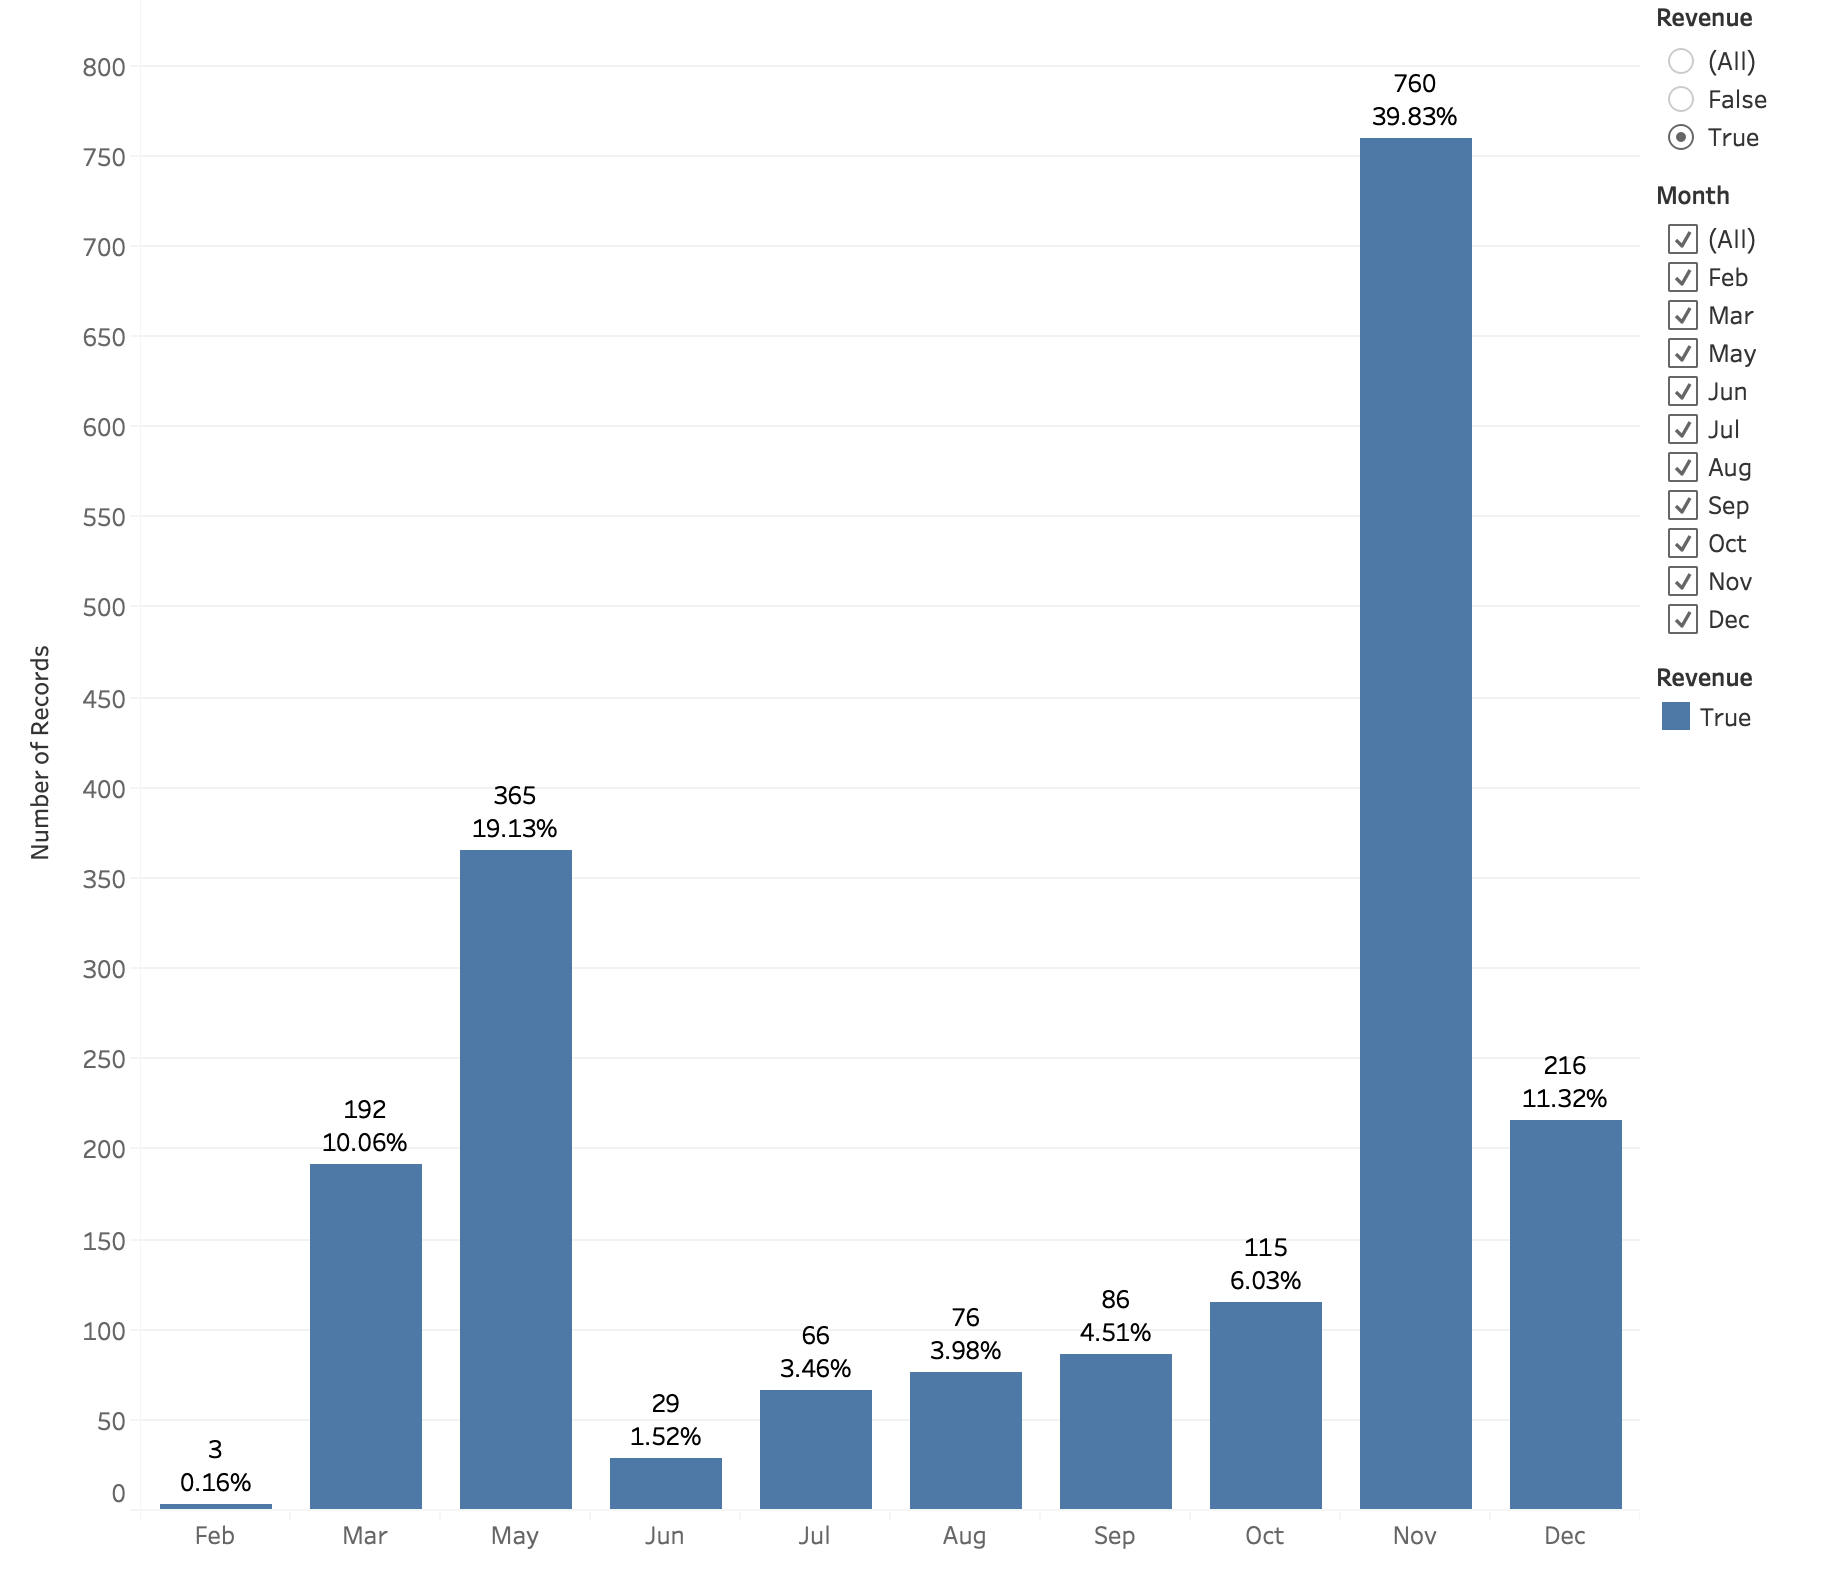 Number of Records
800
750
700
650
600
550
500
450
400
350
300
250
200
150
100
50
0
3
0.16%
192
10.06%
365
19.13%
29
1.52%
66
3.46%
76
3.98%
86
4.51%
115
6.03%
760
39.83%
216
11.32%
Feb Mar May Jun Jul Aug Sep Oct Nov Dec
Revenue
(All)
False
True
Month
(All)
Feb
Mar
May
Jun
Jul
Aug
Sep
Oct
Nov
Dec
Revenue
True